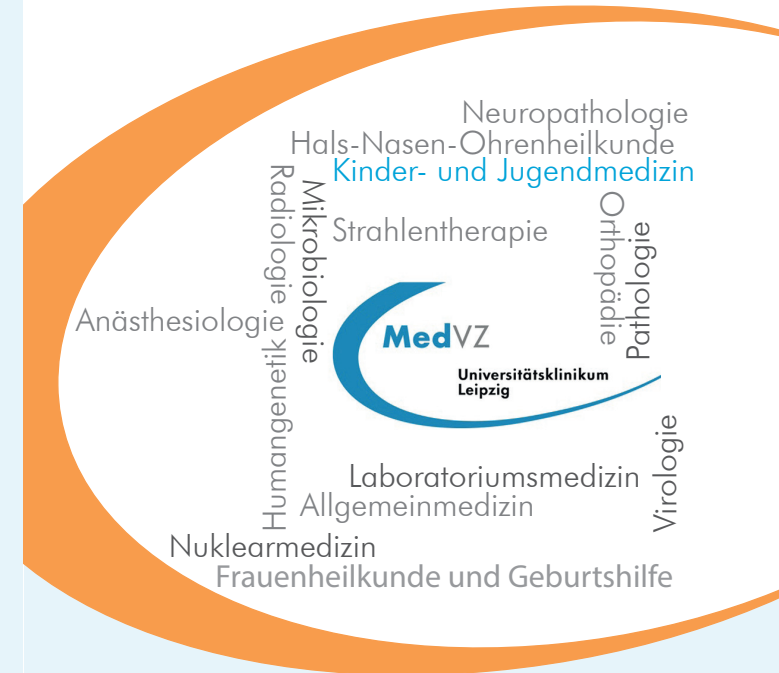 Neuropathologie
Hals-Nasen-Ohrenheilkunde
Kinder- und Jugendmedizin
Radiologie
Mikrobiologie
Strahlentherapie
Orthopädie
Pathologie
Anästhesiologie
MedVZ
Universitätsklinikum
Leipzig
Humangenetik
Virologie
Laboratoriumsmedizin
Allgemeinmedizin
Nuklearmedizin
Frauenheilkunde und Geburtshilfe